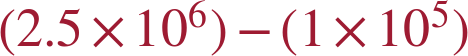 (2.5 × 10⁶) − (1 × 10⁵)